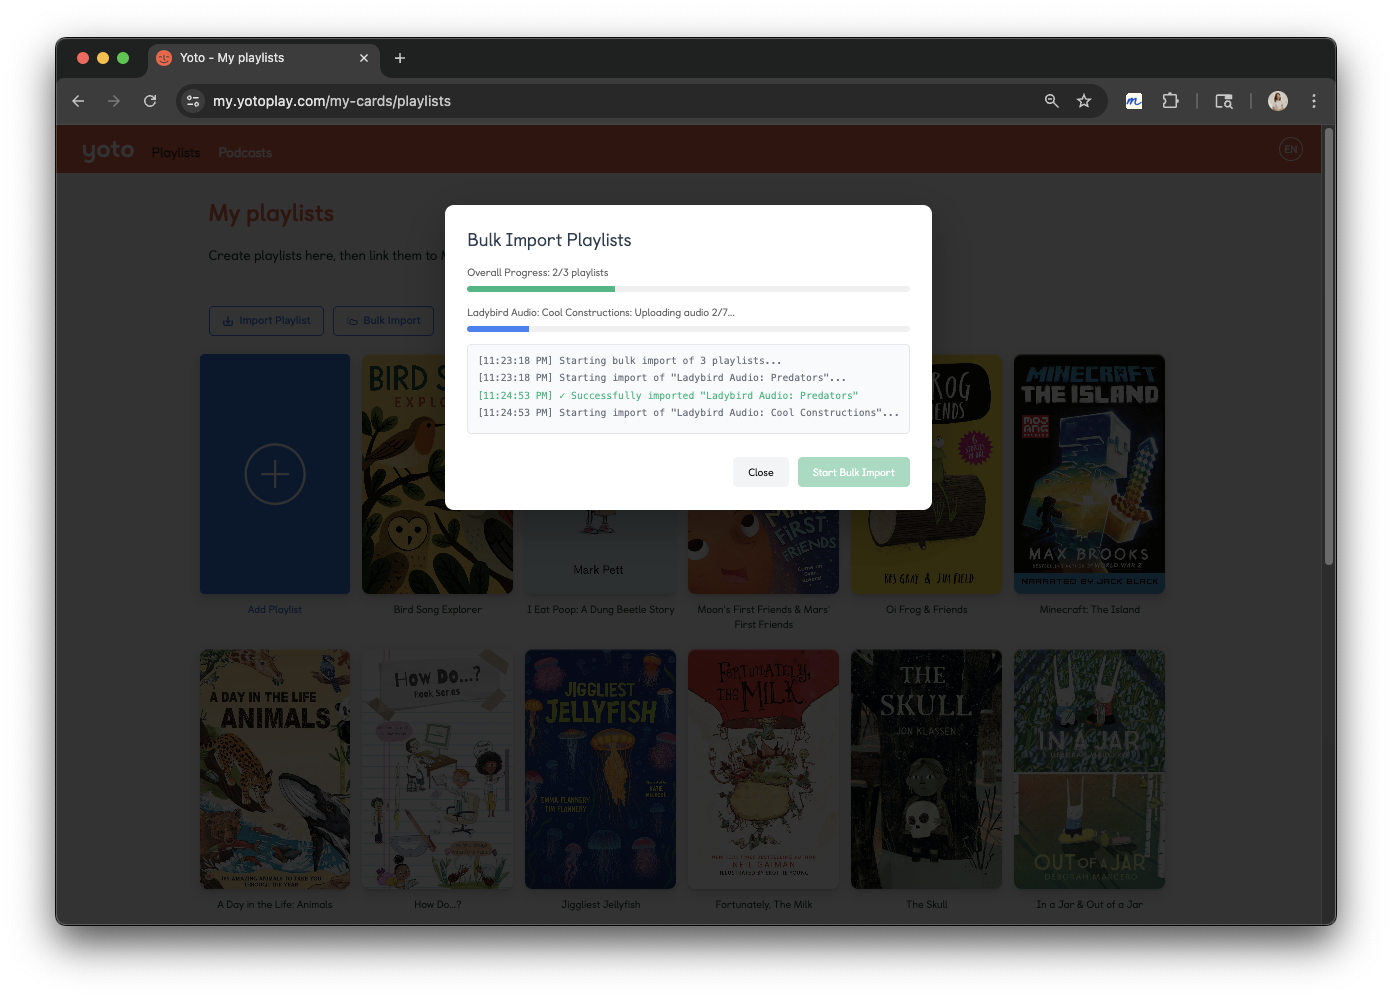 Yoto - My playlists
my.yotoplay.com/my-cards/playlists
yoto
Playlists
Podcasts
EN
My playlists
Create playlists here, then link them to M
Import Playlist
Bulk Import
Bulk Import Playlists
Overall Progress: 2/3 playlists
Ladybird Audio: Cool Constructions: Uploading audio 2/7...
[11:23:18 PM] Starting bulk import of 3 playlists...
[11:23:18 PM] Starting import of "Ladybird Audio: Predators"...
[11:24:53 PM] ✓ Successfully imported "Ladybird Audio: Predators"
[11:24:53 PM] Starting import of "Ladybird Audio: Cool Constructions"...
Close
Start Bulk Import
BIRD S
EXPLO
Mark Pett
MARS'
FIRST
FRIENDS
FROG
ENDS
KES GRAY & JIM FIELD
MINECRAFT
THE ISLAND
MOJANG
MAX BROOKS
NARRATED BY JACK BLACK
Add Playlist
Bird Song Explorer
I Eat Poop: A Dung Beetle Story
Moon's First Friends & Mars'
First Friends
Oi Frog & Friends
Minecraft: The Island
A DAY IN THE LIFE
ANIMALS
HOW DO...?
Book Series
JIGGLIEST
JELLYFISH
EMMA FLANNERY
TIM FLANNERY
FORTUNATELY,
THE MILK
NEIL GAIMAN
THE
SKULL
JON KLASSEN
IN A JAR
OUT OF A JAR
DEBORAH MARCERO
A Day in the Life: Animals
How Do...?
Jiggliest Jellyfish
Fortunately, The Milk
The Skull
In a Jar & Out of a Jar